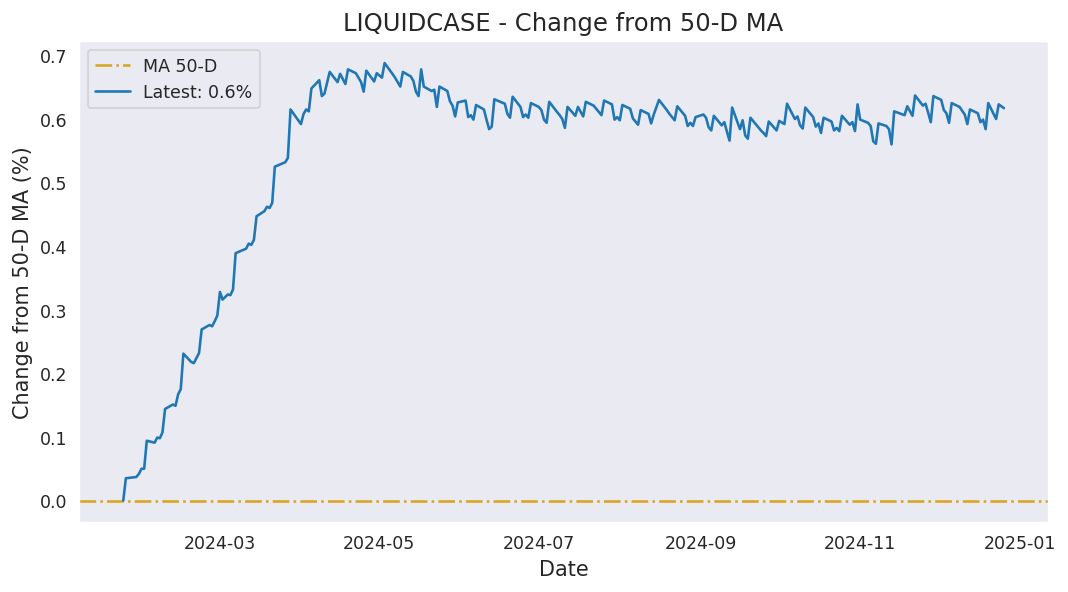 LIQUIDCASE - Change from 50-D MA
MA 50-D
Latest: 0.6%
Change from 50-D MA (%)
0.7
0.6
0.5
0.4
0.3
0.2
0.1
0.0
2024-03
2024-05
2024-07
2024-09
2024-11
2025-01
Date